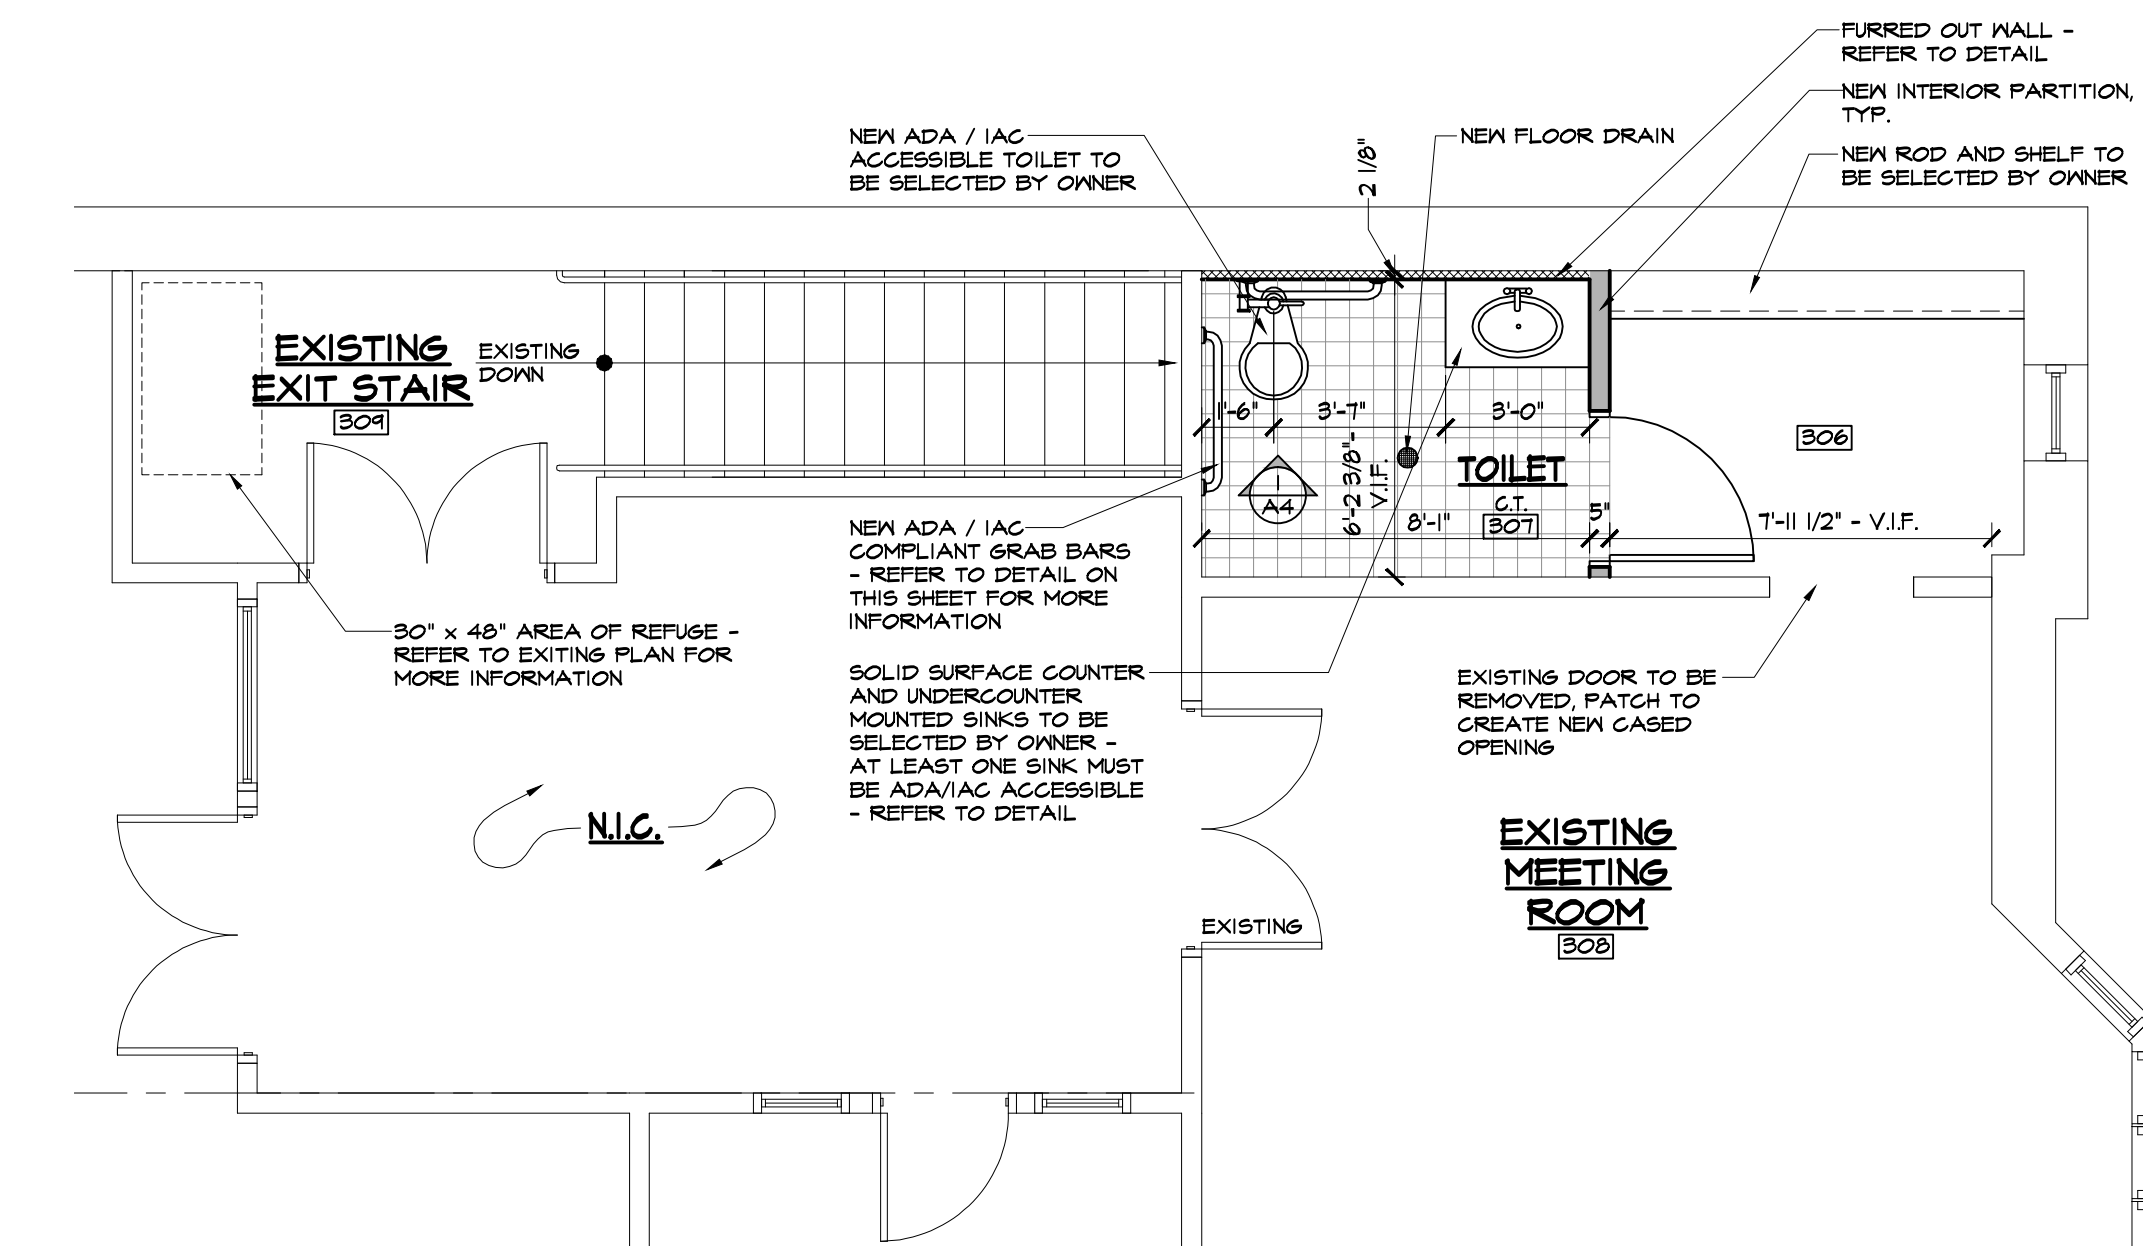 FURRED OUT WALL -
REFER TO DETAIL
NEW INTERIOR PARTITION,
TYP.
NEW ROD AND SHELF TO
BE SELECTED BY OWNER
NEW ADA / IAC
ACCESSIBLE TOILET TO
BE SELECTED BY OWNER
2 1/8"
NEW FLOOR DRAIN
EXISTING
EXIT STAIR
309
EXISTING
DOWN
1'-6"
3'-7"
3'-0"
306
6'-2 3/8"-
V.I.F.
TOILET
C.T.
307
1
A4
8'-1"
5"
7'-11 1/2" - V.I.F.
NEW ADA / IAC
COMPLIANT GRAB BARS
- REFER TO DETAIL ON
THIS SHEET FOR MORE
INFORMATION
30" x 48" AREA OF REFUGE -
REFER TO EXITING PLAN FOR
MORE INFORMATION
SOLID SURFACE COUNTER
AND UNDERCOUNTER
MOUNTED SINKS TO BE
SELECTED BY OWNER -
AT LEAST ONE SINK MUST
BE ADA/IAC ACCESSIBLE
- REFER TO DETAIL
EXISTING DOOR TO BE
REMOVED, PATCH TO
CREATE NEW CASED
OPENING
N.I.C.
EXISTING
MEETING
ROOM
308
EXISTING